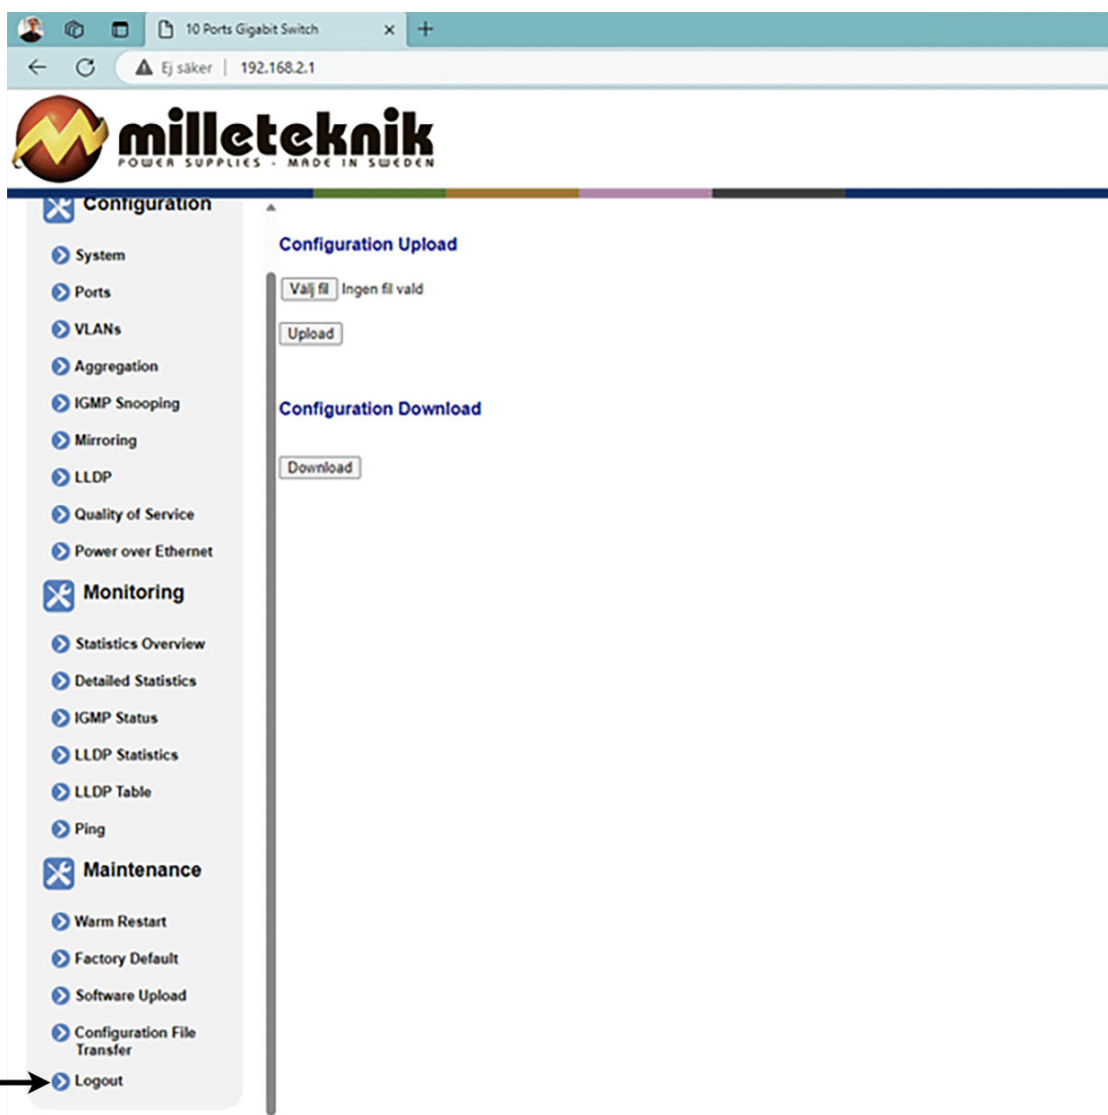 10 Ports Gigabit Switch
Ej säker | 192.168.2.1
milleteknik
POWER SUPPLIES - MADE IN SWEDEN
Configuration
System
Ports
VLANs
Aggregation
IGMP Snooping
Mirroring
LLDP
Quality of Service
Power over Ethernet
Monitoring
Statistics Overview
Detailed Statistics
IGMP Status
LLDP Statistics
LLDP Table
Ping
Maintenance
Warm Restart
Factory Default
Software Upload
Configuration File
Transfer
Logout
Configuration Upload
Välj fil Ingen fil vald
Upload
Configuration Download
Download